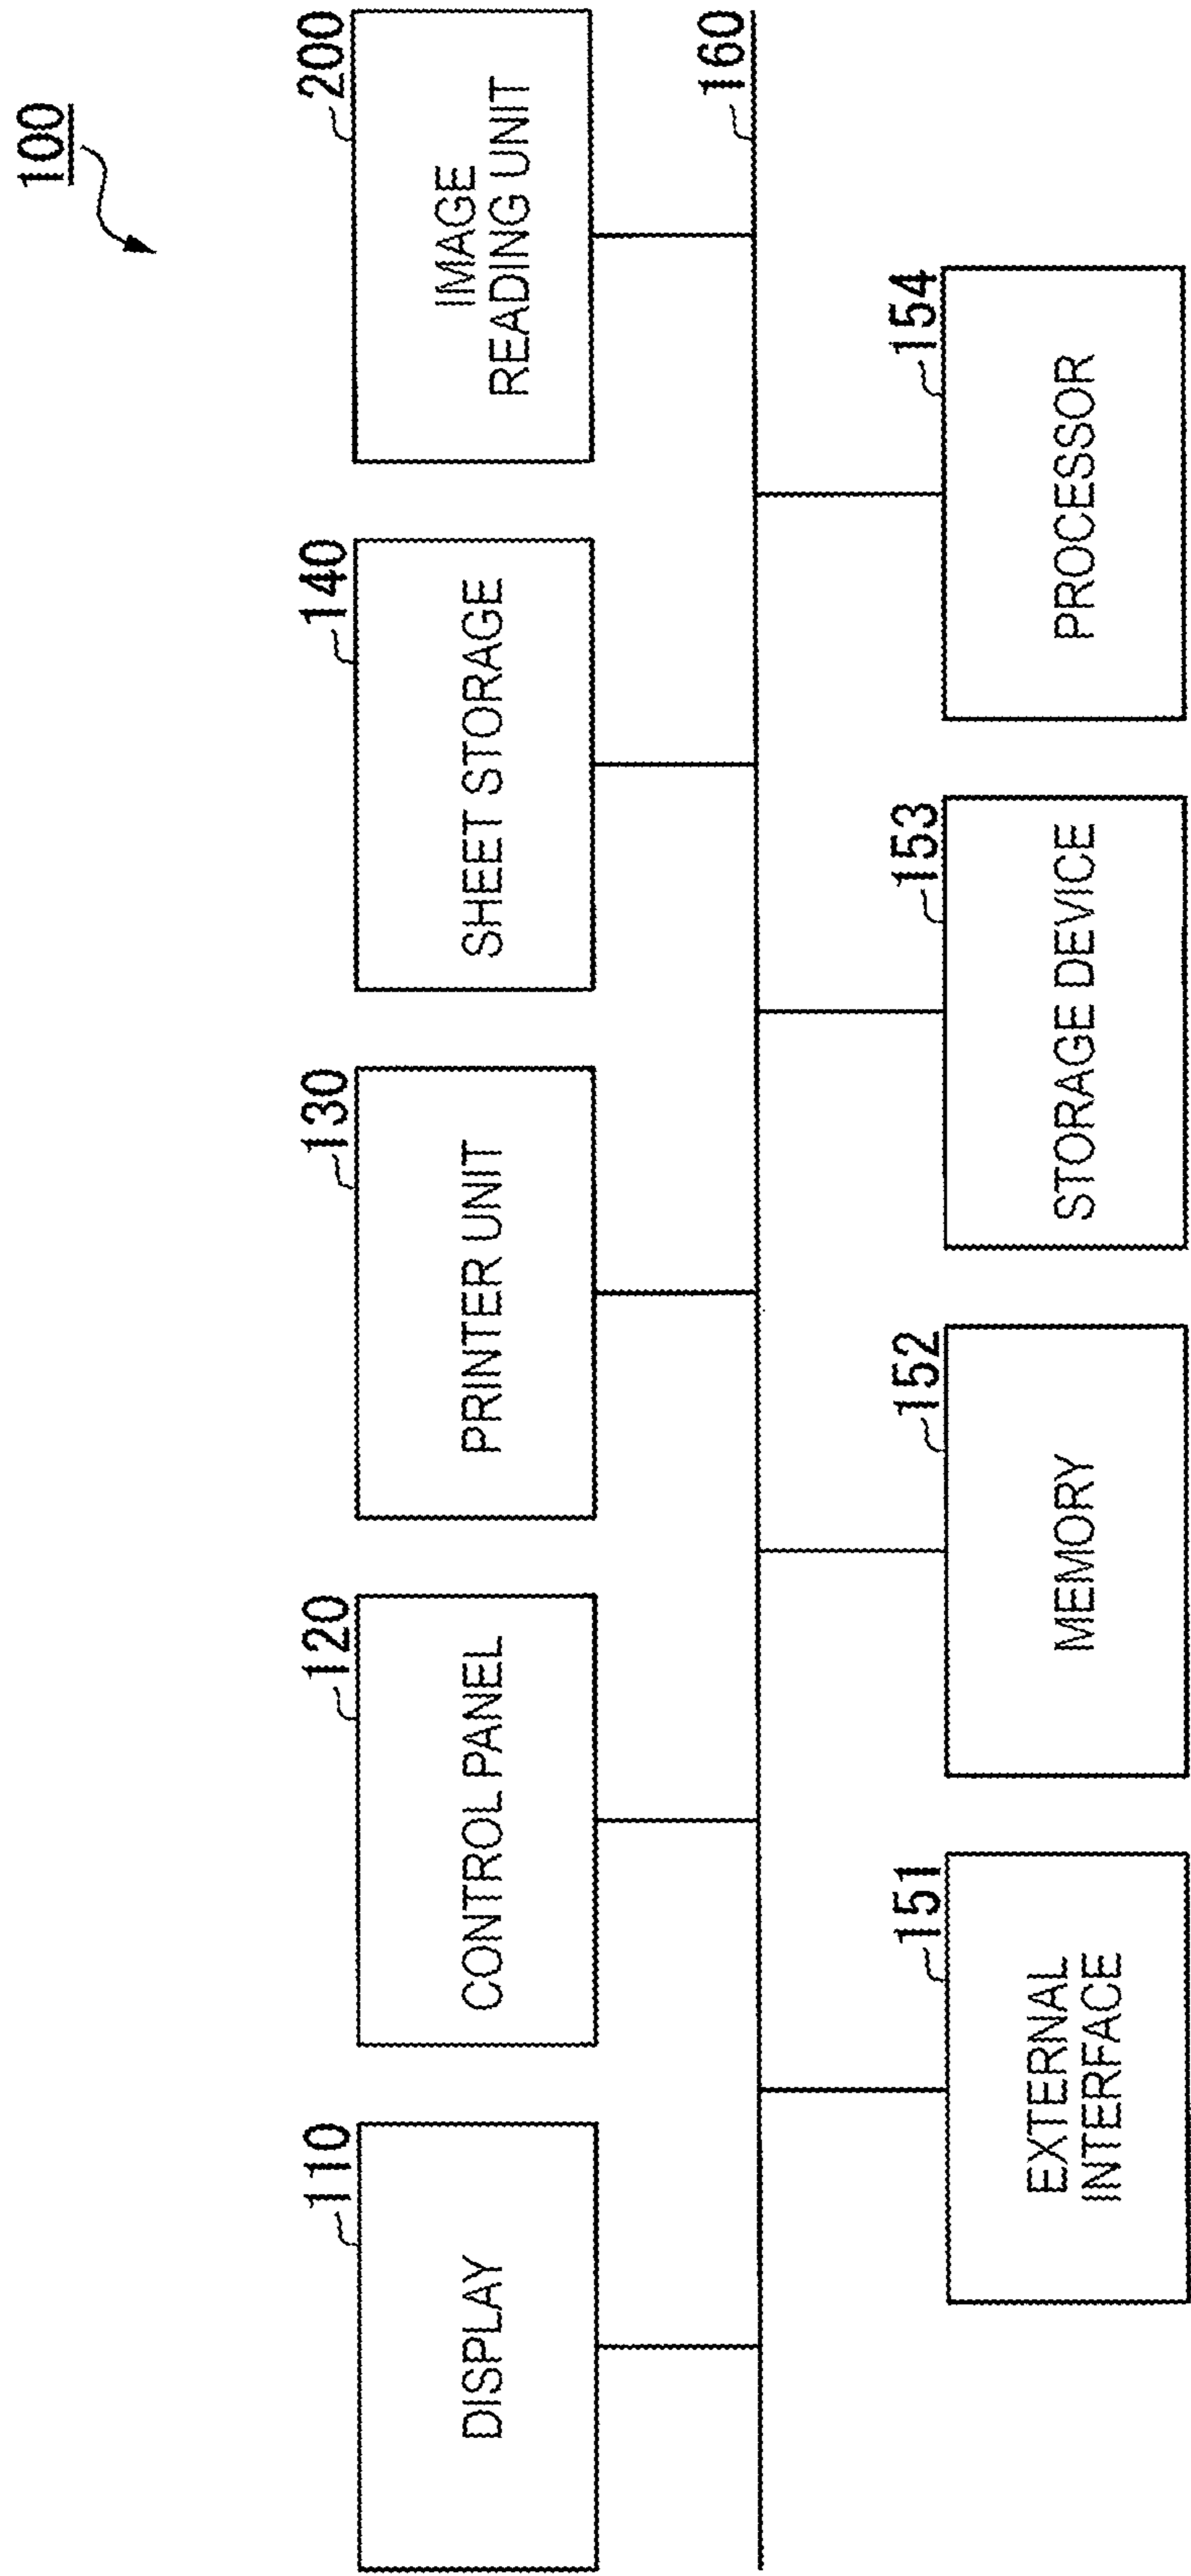 100
110
DISPLAY
120
CONTROL PANEL
130
PRINTER UNIT
140
SHEET STORAGE
200
IMAGE
READING UNIT
160
151
EXTERNAL
INTERFACE
152
MEMORY
153
STORAGE DEVICE
154
PROCESSOR